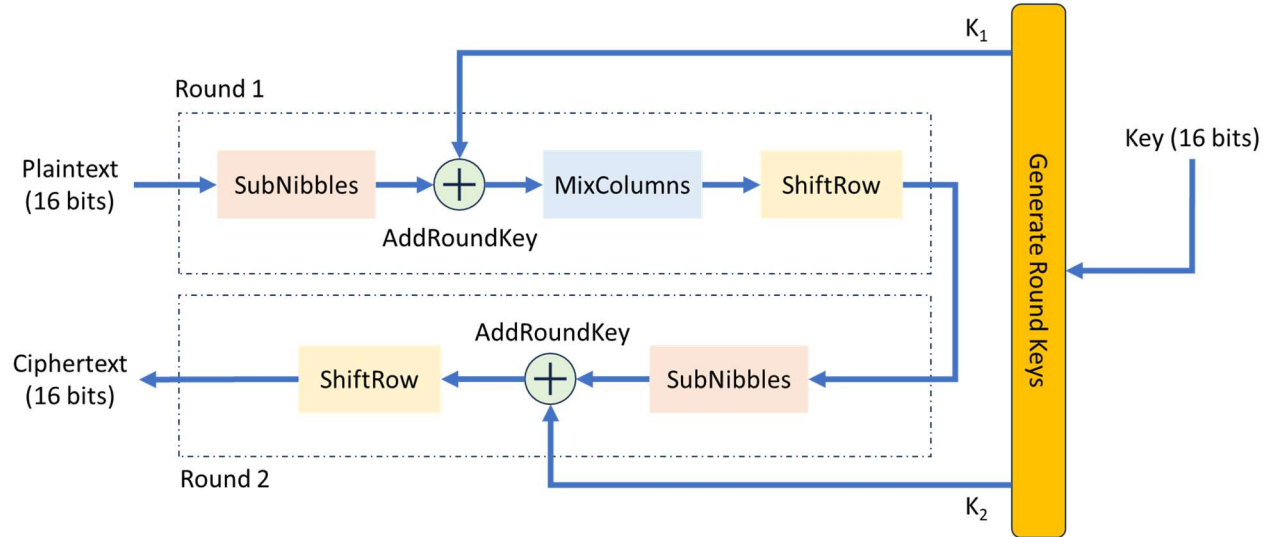 K₁
Round 1
Key (16 bits)
Plaintext
(16 bits)
SubNibbles
MixColumns
ShiftRow
AddRoundKey
Generate Round Keys
AddRoundKey
Ciphertext
(16 bits)
ShiftRow
SubNibbles
Round 2
K₂